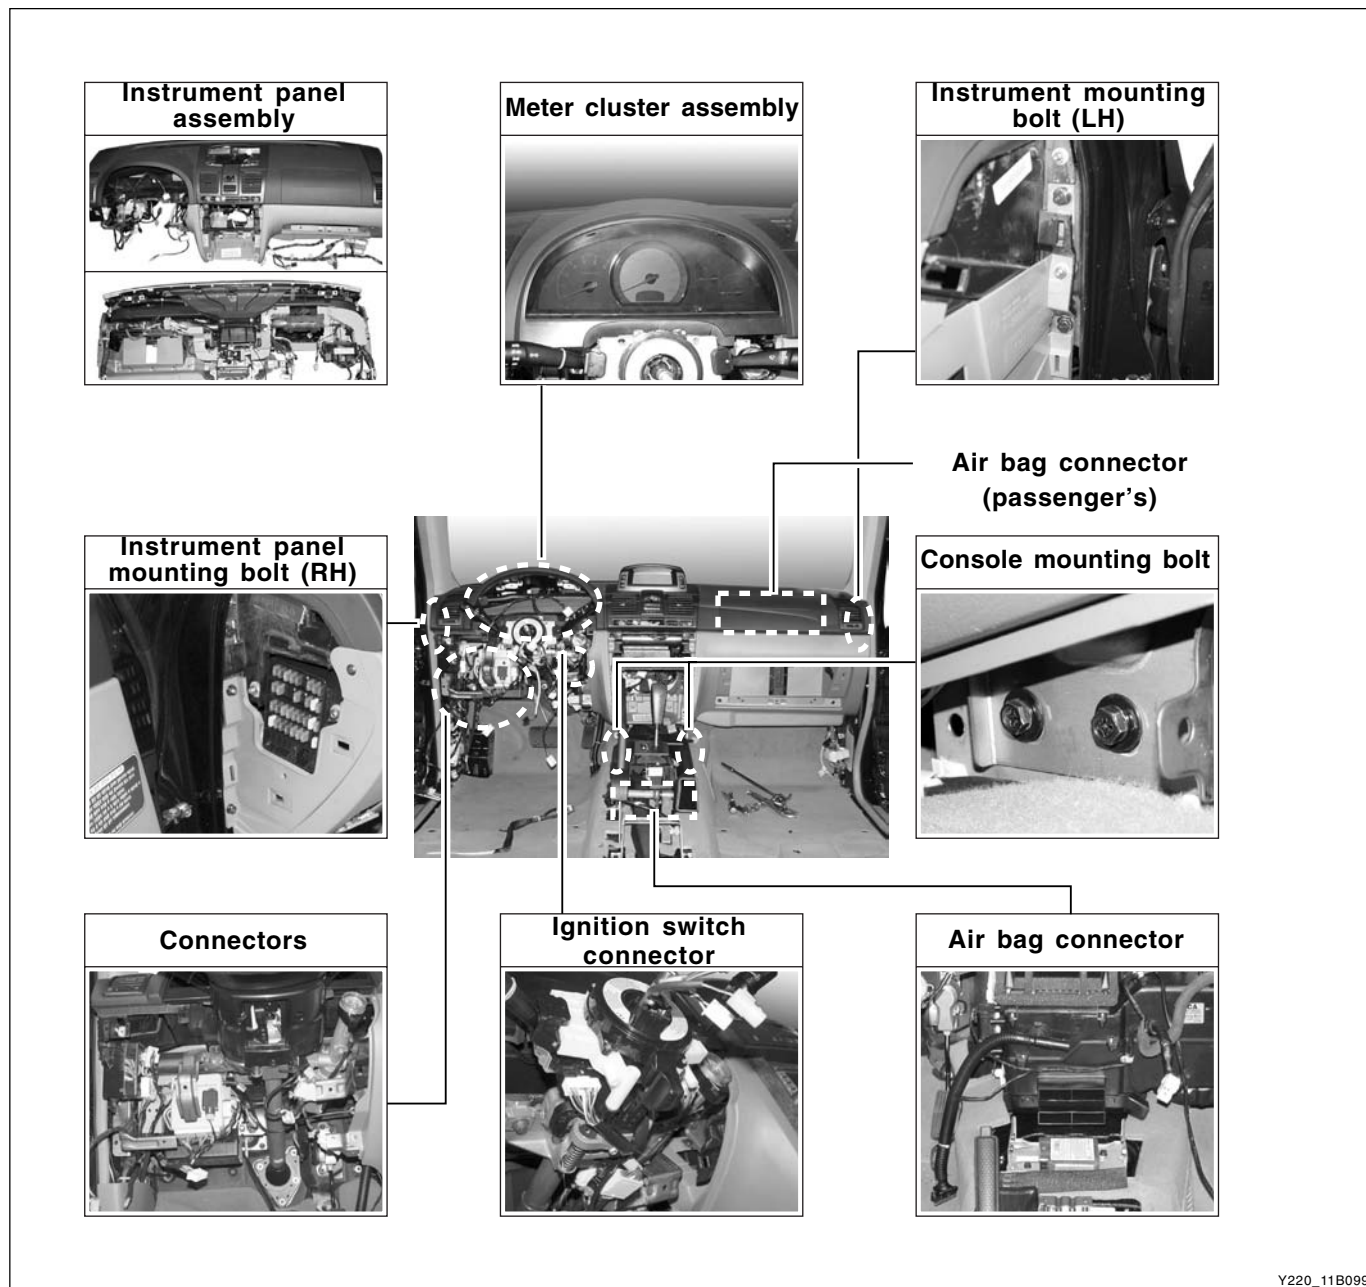 Instrument panel
assembly
Meter cluster assembly
Instrument mounting
bolt (LH)
Air bag connector
(passenger's)
Instrument panel
mounting bolt (RH)
Console mounting bolt
Connectors
Ignition switch
connector
Air bag connector
Y220_11B099